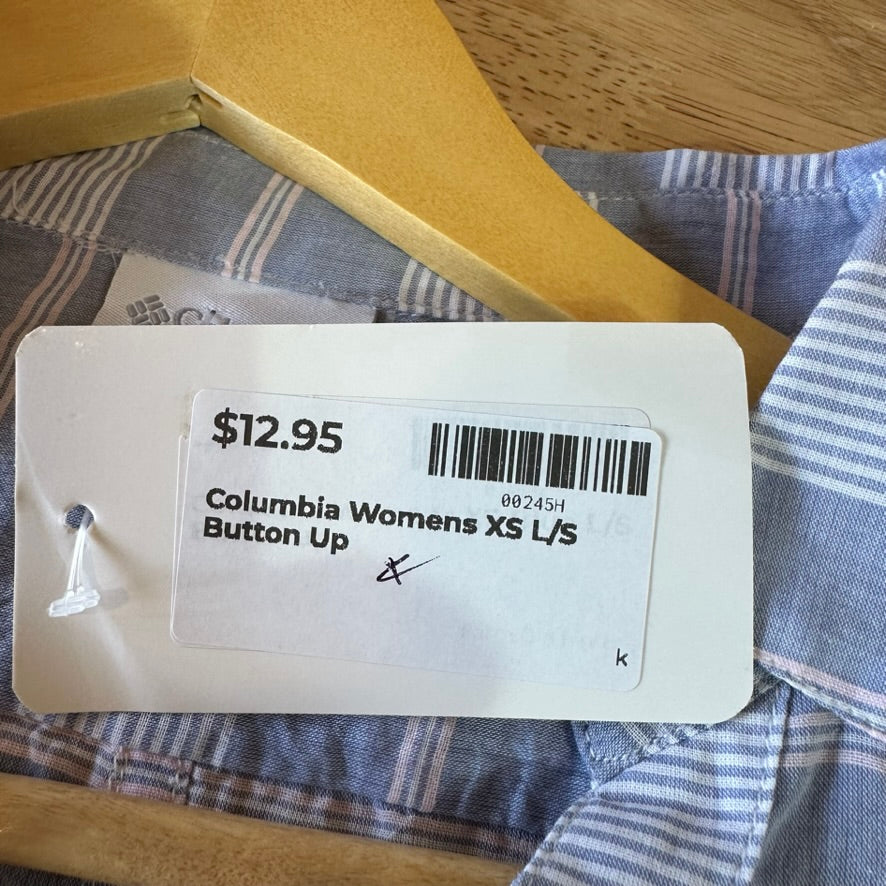 $12.95
00245H
Columbia Womens XS L/S
Button Up
k